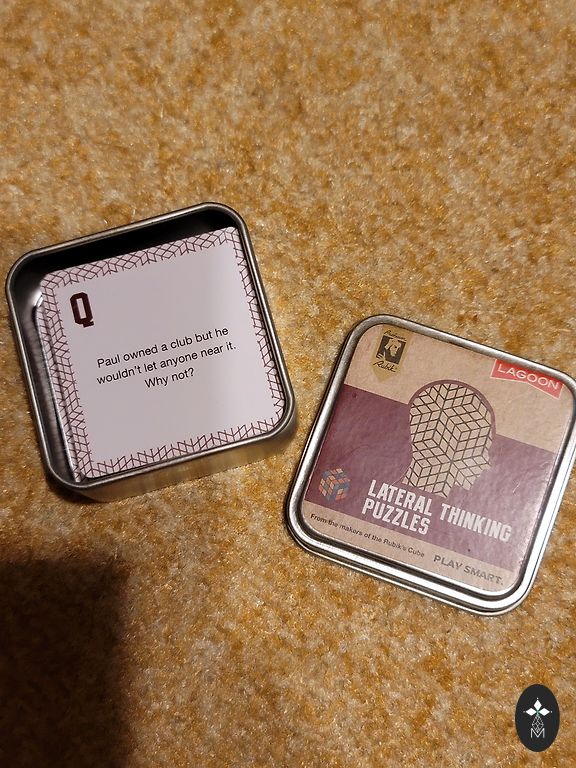 Q
Paul owned a club but he
wouldn't let anyone near it.
Why not?
Rubik's
LAGOON
LATERAL THINKING
PUZZLES
From the makers of the Rubik's Cube
PLAY SMART.
M